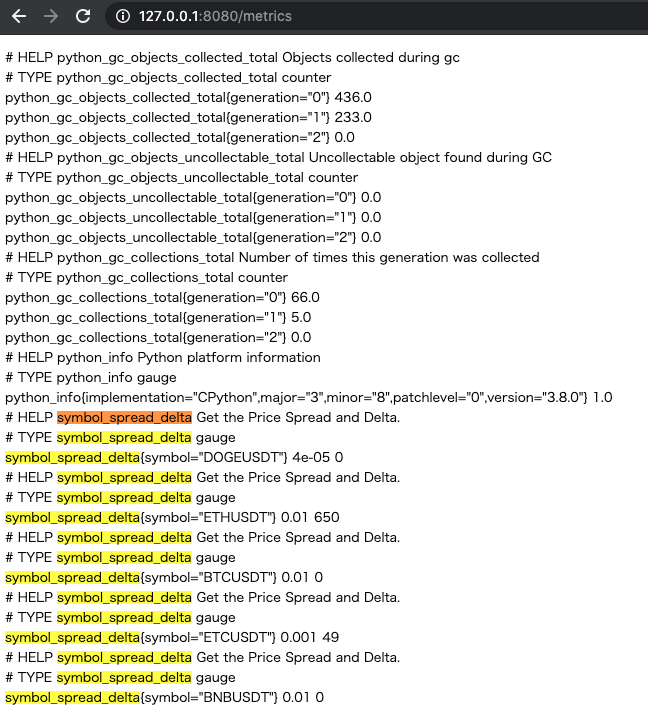 127.0.0.1:8080/metrics
# HELP python_gc_objects_collected_total Objects collected during gc
# TYPE python_gc_objects_collected_total counter
python_gc_objects_collected_total{generation="0"} 436.0
python_gc_objects_collected_total{generation="1"} 233.0
python_gc_objects_collected_total{generation="2"} 0.0
# HELP python_gc_objects_uncollectable_total Uncollectable object found during GC
# TYPE python_gc_objects_uncollectable_total counter
python_gc_objects_uncollectable_total{generation="0"} 0.0
python_gc_objects_uncollectable_total{generation="1"} 0.0
python_gc_objects_uncollectable_total{generation="2"} 0.0
# HELP python_gc_collections_total Number of times this generation was collected
# TYPE python_gc_collections_total counter
python_gc_collections_total{generation="0"} 66.0
python_gc_collections_total{generation="1"} 5.0
python_gc_collections_total{generation="2"} 0.0
# HELP python_info Python platform information
# TYPE python_info gauge
python_info{implementation="CPython",major="3",minor="8",patchlevel="0",version="3.8.0"} 1.0
# HELP symbol_spread_delta Get the Price Spread and Delta.
# TYPE symbol_spread_delta gauge
symbol_spread_delta{symbol="DOGEUSDT"} 4e-05 0
# HELP symbol_spread_delta Get the Price Spread and Delta.
# TYPE symbol_spread_delta gauge
symbol_spread_delta{symbol="ETHUSDT"} 0.01 650
# HELP symbol_spread_delta Get the Price Spread and Delta.
# TYPE symbol_spread_delta gauge
symbol_spread_delta{symbol="BTCUSDT"} 0.01 0
# HELP symbol_spread_delta Get the Price Spread and Delta.
# TYPE symbol_spread_delta gauge
symbol_spread_delta{symbol="ETCUSDT"} 0.001 49
# HELP symbol_spread_delta Get the Price Spread and Delta.
# TYPE symbol_spread_delta gauge
symbol_spread_delta{symbol="BNBUSDT"} 0.01 0